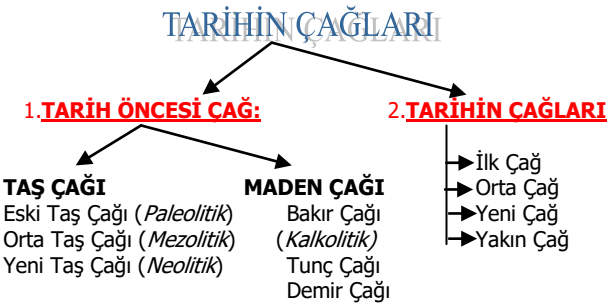 TARİHİN ÇAĞLARI
1.TARİH ÖNCESİ ÇAĞ:
2.TARİHİN ÇAĞLARI
TAŞ ÇAĞI
Eski Taş Çağı (Paleolitik)
Orta Taş Çağı (Mezolitik)
Yeni Taş Çağı (Neolitik)
MADEN ÇAĞI
Bakır Çağı
(Kalkolitik)
Tunç Çağı
Demir Çağı
İlk Çağ
Orta Çağ
Yeni Çağ
Yakın Çağ